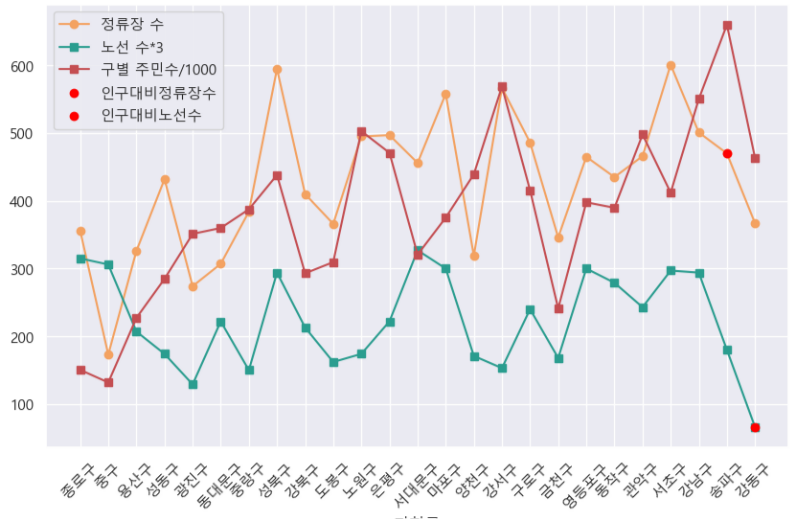 정류장 수
노선 수*3
구별 주민수/1000
인구대비정류장수
인구대비노선수
600
500
400
300
200
100
종로구 중구 용산구 성동구 광진구 동대문구 중랑구 성북구 강북구 도봉구 노원구 은평구 서대문구 마포구 양천구 강서구 구로구 금천구 영등포구 동작구 관악구 서초구 강남구 송파구 강동구